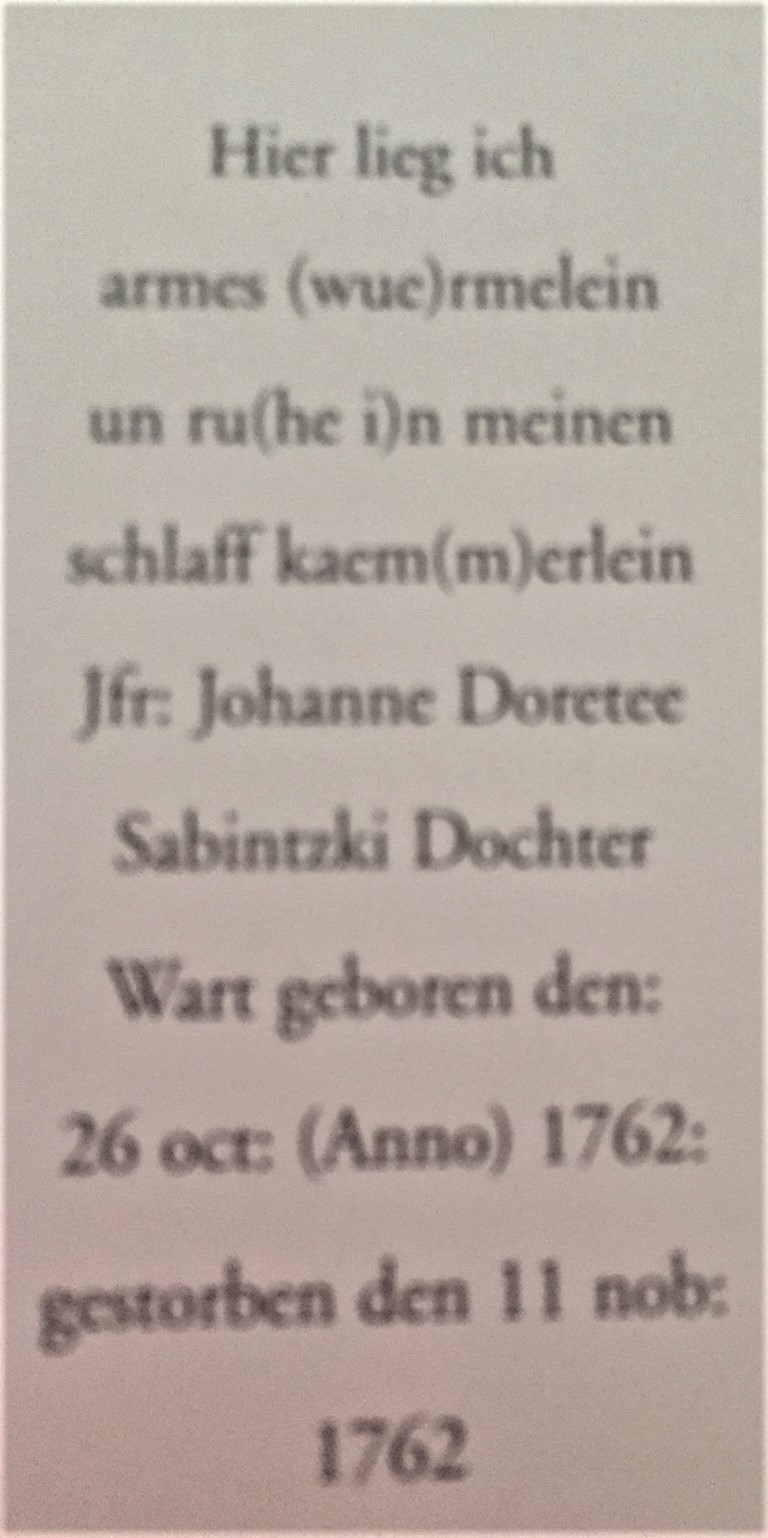 Hier lieg ich
armes (wue)rmelein
un ru(he i)n meinen
schlaff kaem(m)erlein
Jfr: Johanne Doretee
Sabintzki Dochter
Wart geboren den:
26 oct: (Anno) 1762:
gestorben den 11 nob:
1762